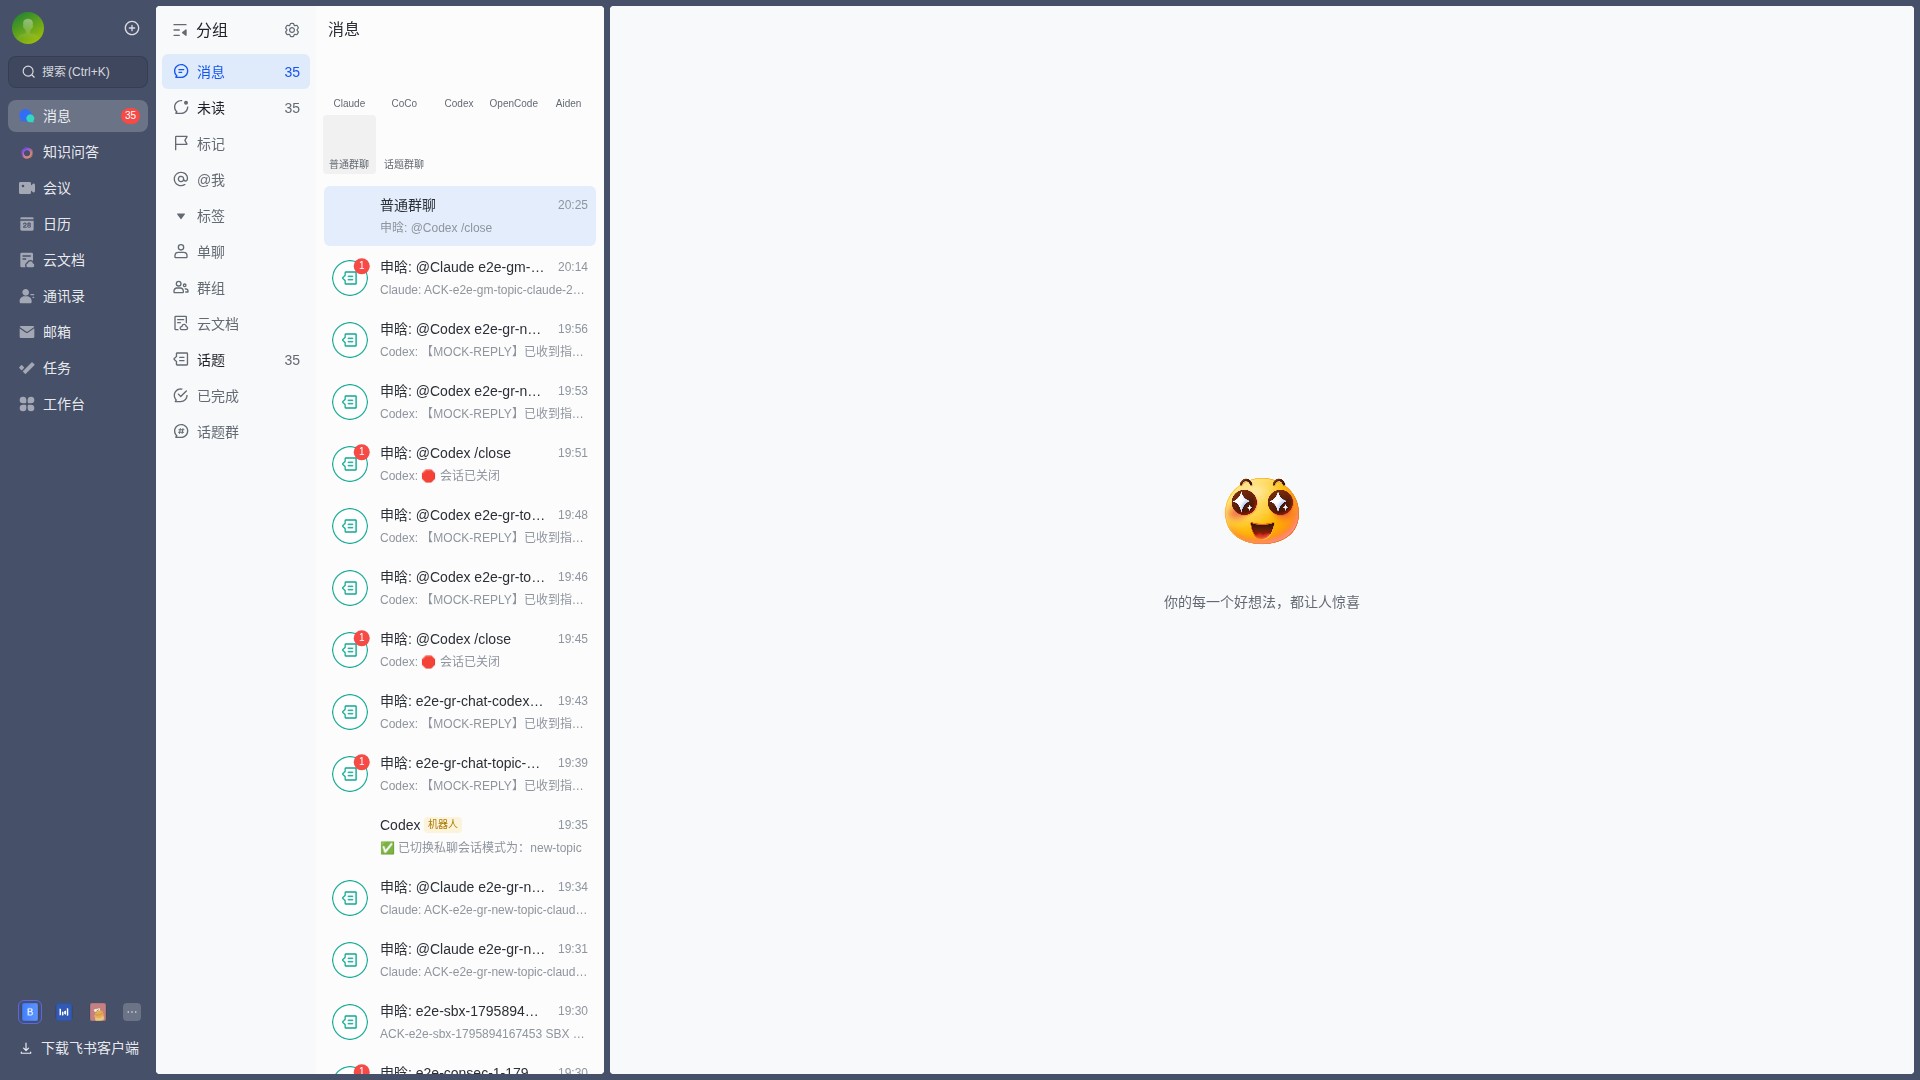 搜索 (Ctrl+K)
消息 35
知识问答
会议
日历
云文档
通讯录
邮箱
任务
工作台
B
下载飞书客户端
分组
消息 35
未读 35
标记
@我
标签
单聊
群组
云文档
话题 35
已完成
话题群
消息
Claude CoCo Codex OpenCode Aiden
普通群聊 话题群聊
普通群聊 20:25
申晗: @Codex /close
1 申晗: @Claude e2e-gm-… 20:14
Claude: ACK-e2e-gm-topic-claude-2…
申晗: @Codex e2e-gr-n… 19:56
Codex: 【MOCK-REPLY】已收到指…
申晗: @Codex e2e-gr-n… 19:53
Codex: 【MOCK-REPLY】已收到指…
1 申晗: @Codex /close 19:51
Codex: 🛑 会话已关闭
申晗: @Codex e2e-gr-to… 19:48
Codex: 【MOCK-REPLY】已收到指…
申晗: @Codex e2e-gr-to… 19:46
Codex: 【MOCK-REPLY】已收到指…
1 申晗: @Codex /close 19:45
Codex: 🛑 会话已关闭
申晗: e2e-gr-chat-codex… 19:43
Codex: 【MOCK-REPLY】已收到指…
1 申晗: e2e-gr-chat-topic-… 19:39
Codex: 【MOCK-REPLY】已收到指…
Codex 机器人 19:35
✅ 已切换私聊会话模式为：new-topic
申晗: @Claude e2e-gr-n… 19:34
Claude: ACK-e2e-gr-new-topic-claud…
申晗: @Claude e2e-gr-n… 19:31
Claude: ACK-e2e-gr-new-topic-claud…
申晗: e2e-sbx-1795894… 19:30
ACK-e2e-sbx-1795894167453 SBX …
1 申晗: e2e-consec-1-179… 19:30
你的每一个好想法，都让人惊喜